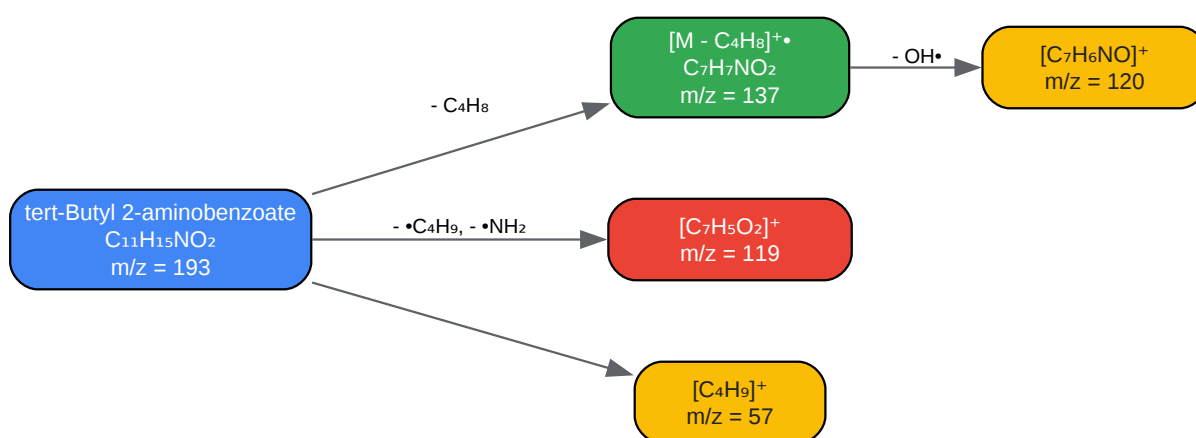 [M - C₄H₈]⁺•
C₇H₇NO₂
m/z = 137
- OH•
[C₇H₆NO]⁺
m/z = 120
- C₄H₈
tert-Butyl 2-aminobenzoate
C₁₁H₁₅NO₂
m/z = 193
- •C₄H₉, - •NH₂
[C₇H₅O₂]⁺
m/z = 119
[C₄H₉]⁺
m/z = 57